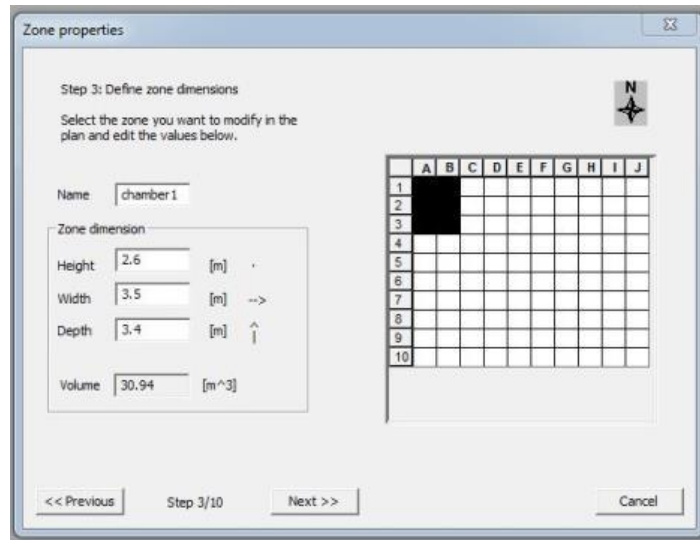 Zone properties
Step 3: Define zone dimensions
Select the zone you want to modify in the
plan and edit the values below.
N
Name chamber1
Zone dimension
Height 2.6 [m] .
Width 3.5 [m] -->
Depth 3.4 [m] ^
|
Volume 30.94 [m^3]
A B C D E F G H I J
1
2
3
4
5
6
7
8
9
10
<< Previous Step 3/10 Next >> Cancel